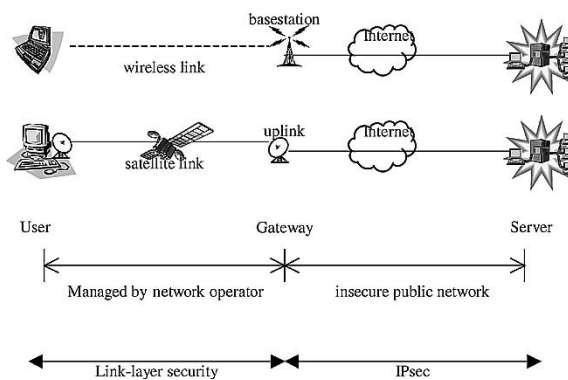 basestation
Internet
wireless link
uplink
Internet
satellite link
User
Gateway
Server
Managed by network operator
insecure public network
Link-layer security
IPsec